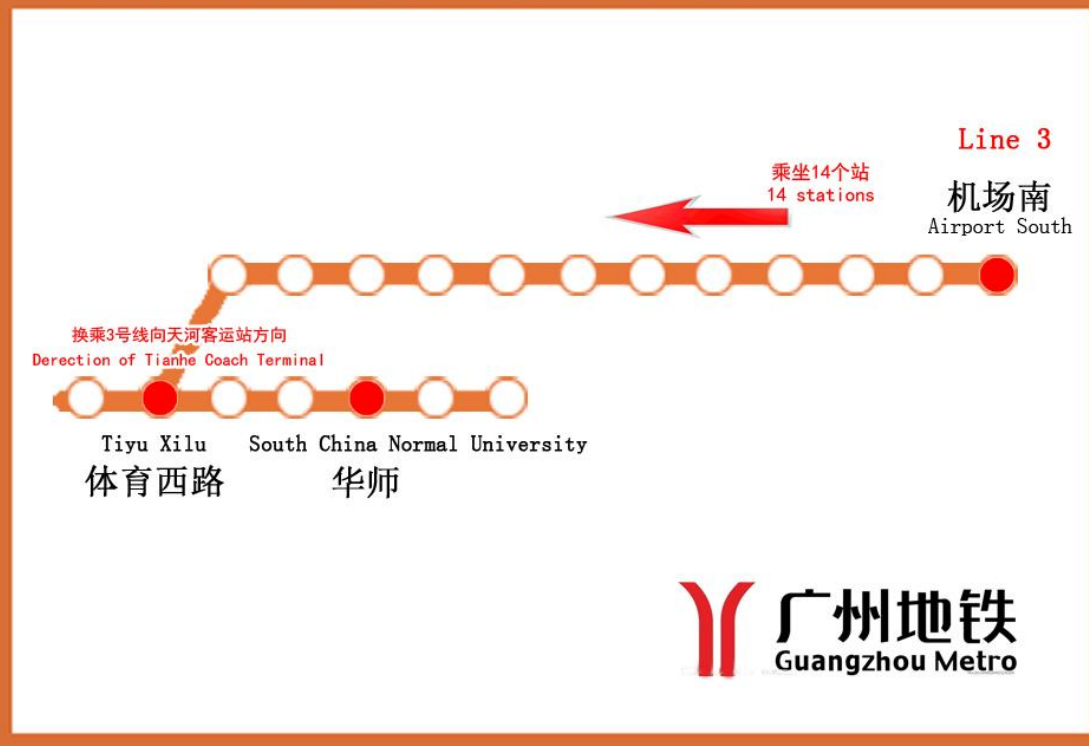 Line 3
乘坐14个站
14 stations
机场南
Airport South
换乘3号线向天河客运站方向
Derection of Tianhe Coach Terminal
Tiyu Xilu
South China Normal University
体育西路
华师
广州地铁
Guangzhou Metro